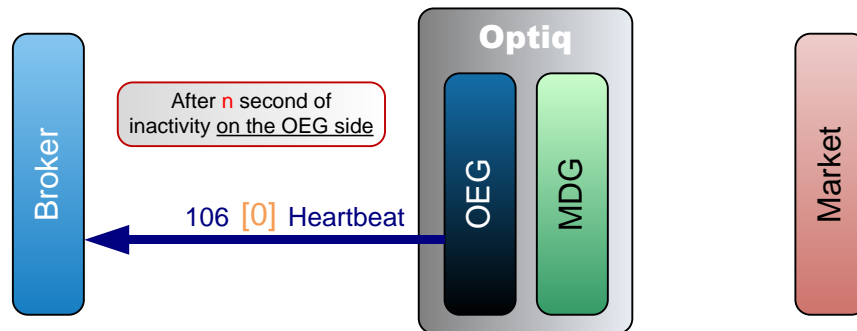 Optiq
Broker
After n second of
inactivity on the OEG side
106 [0] Heartbeat
OEG
MDG
Market